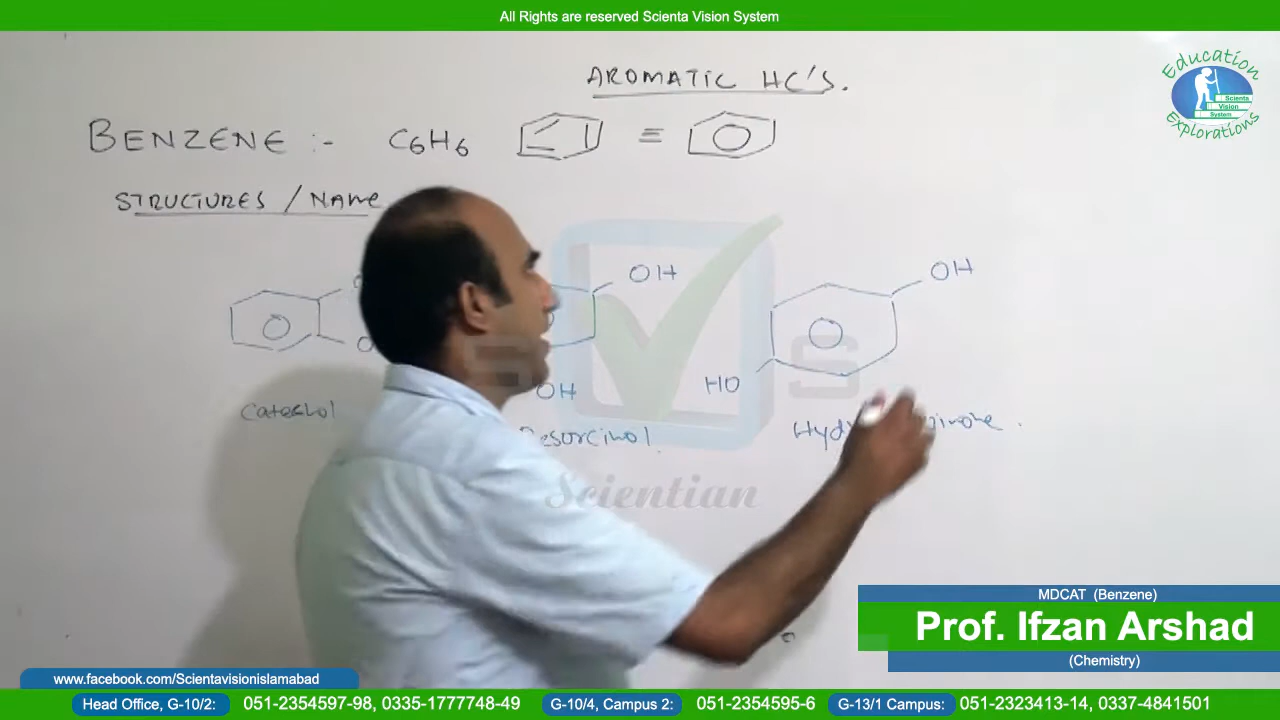 All Rights are reserved Scienta Vision System
Education
Scienta
Vision
System
Explorations
AROMATIC HC'S.
BENZENE :- C6H6 ≡
STRUCTURES / NAME
OH
OH
OH
HO
Catechol
Resorcinol
Scientian
MDCAT (Benzene)
Prof. Ifzan Arshad
(Chemistry)
www.facebook.com/Scientavisionislamabad
Head Office, G-10/2: 051-2354597-98, 0335-1777748-49 G-10/4, Campus 2: 051-2354595-6 G-13/1 Campus: 051-2323413-14, 0337-4841501